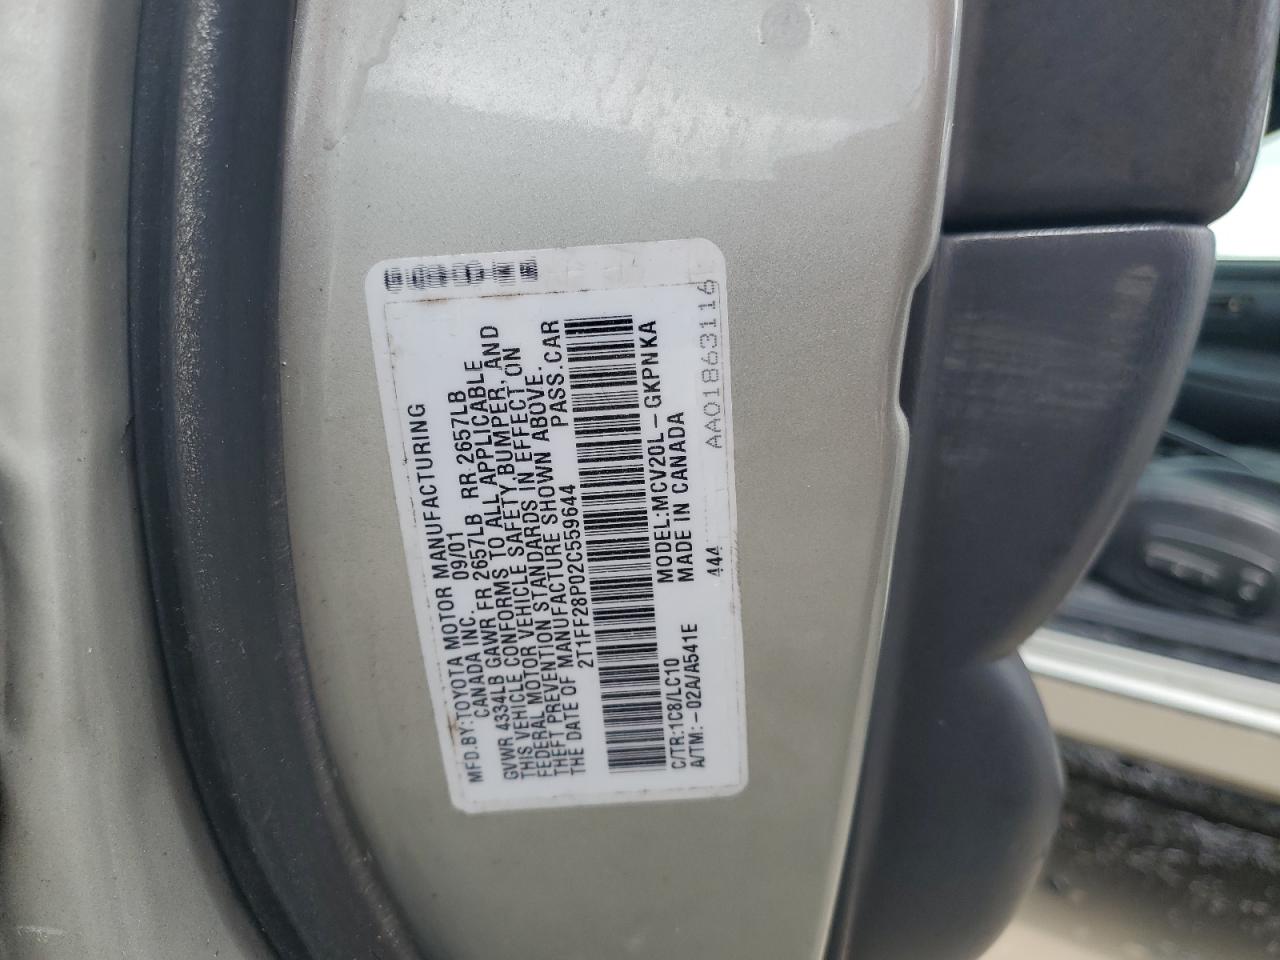 MFD.BY:TOYOTA MOTOR MANUFACTURING
CANADA INC. 09/01
GVWR 4334LB GAWR FR 2657LB RR 2657LB
THIS VEHICLE CONFORMS TO ALL APPLICABLE
FEDERAL MOTOR VEHICLE SAFETY,BUMPER, AND
THEFT PREVENTION STANDARDS IN EFFECT ON
THE DATE OF MANUFACTURE SHOWN ABOVE.
2T1FF28P02C559644 PASS.CAR
C/TR:1C8/LC10 MODEL:MCV20L-GKPNKA
A/TM:-02A/A541E MADE IN CANADA
444 AA01863116